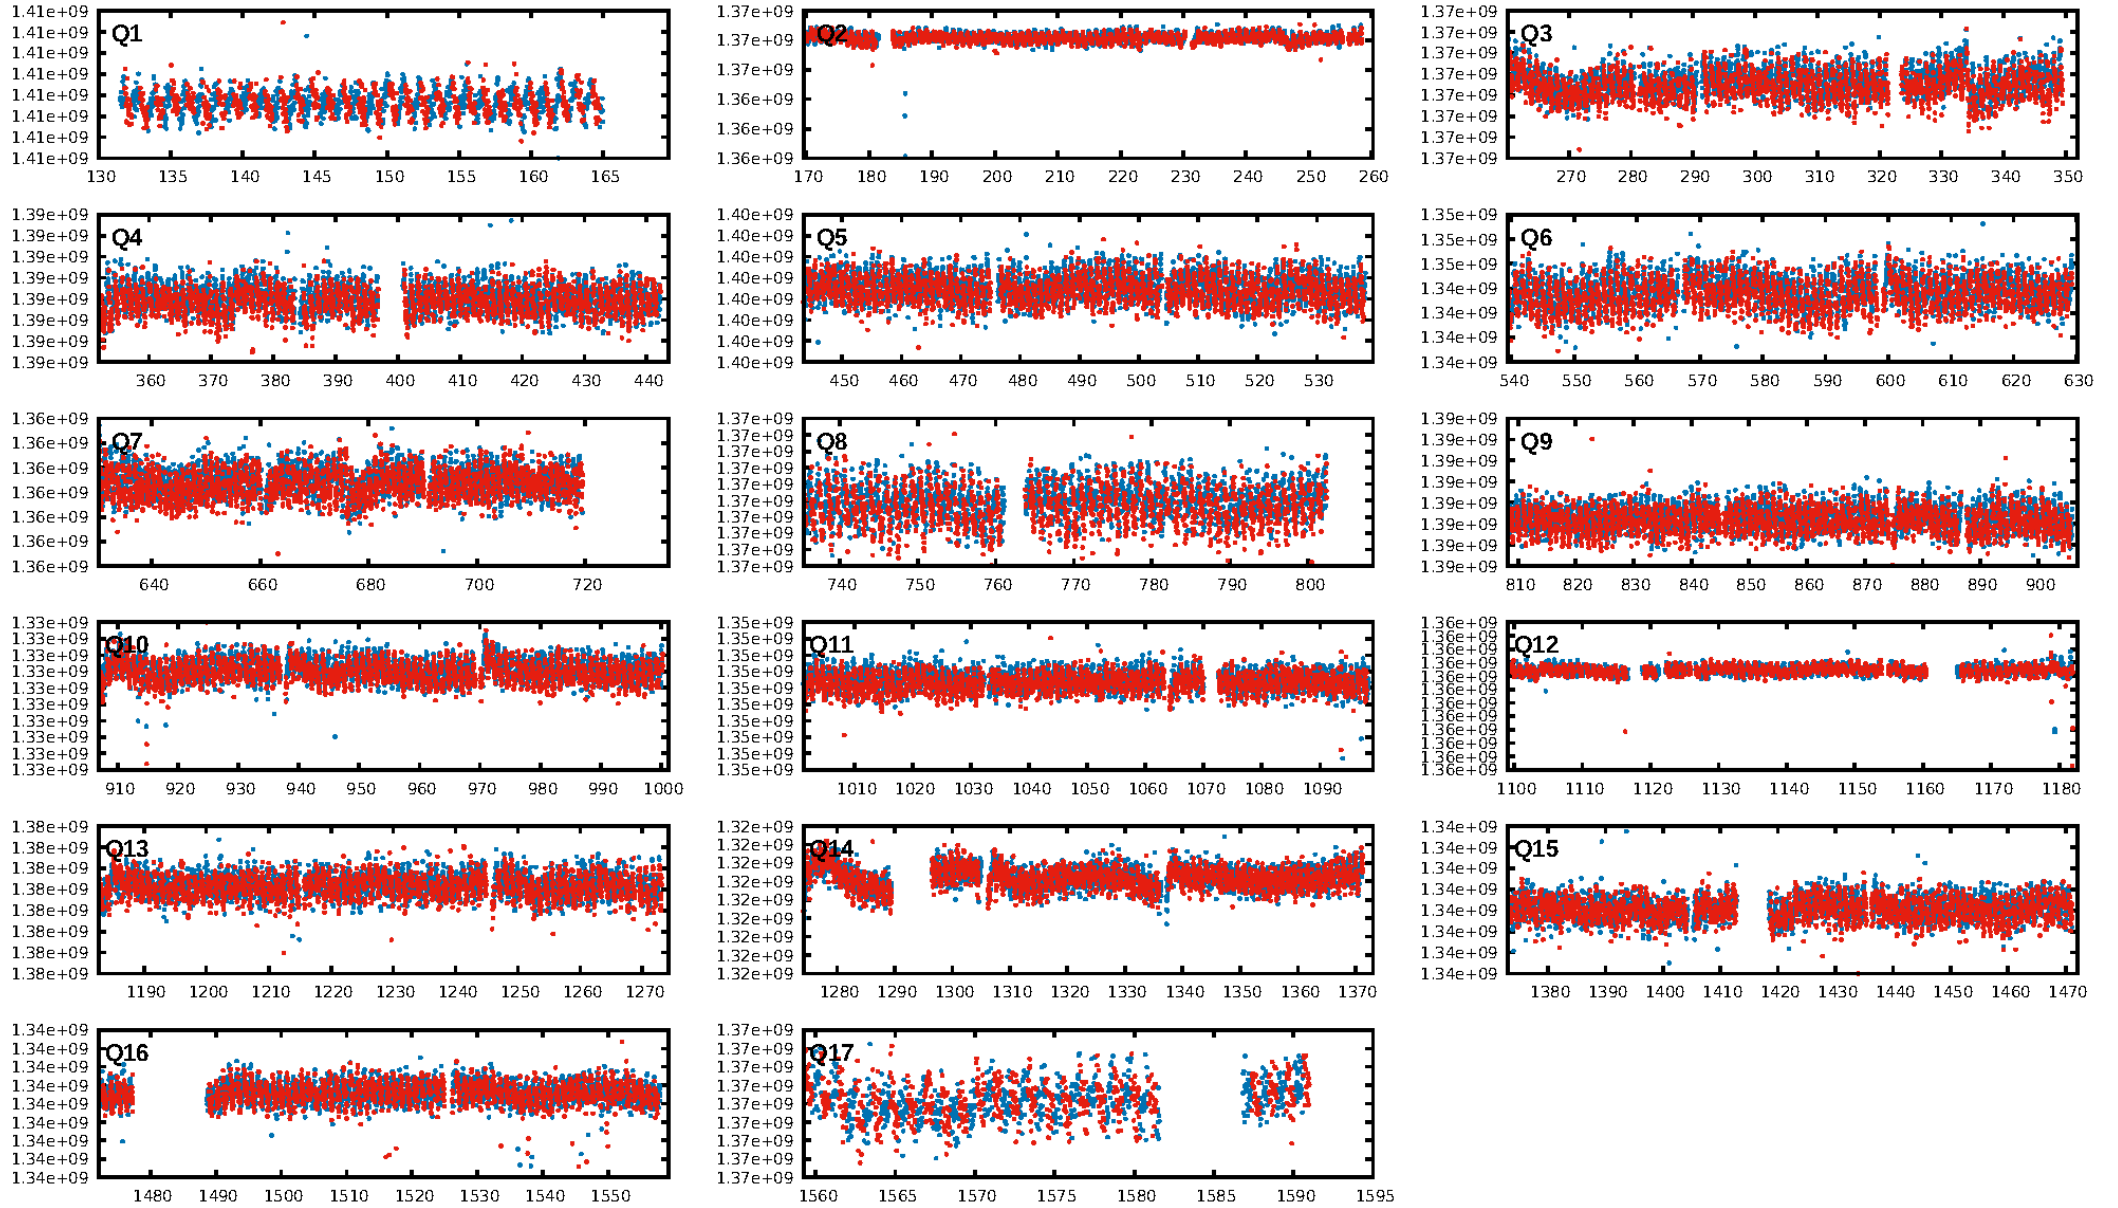 Q1
1.41e+09
1.41e+09
1.41e+09
1.41e+09
1.41e+09
1.41e+09
1.41e+09
1.41e+09
130 135 140 145 150 155 160 165
Q2
1.37e+09
1.37e+09
1.37e+09
1.36e+09
1.36e+09
1.36e+09
170 180 190 200 210 220 230 240 250 260
Q3
1.37e+09
1.37e+09
1.37e+09
1.37e+09
1.37e+09
1.37e+09
1.37e+09
1.37e+09
270 280 290 300 310 320 330 340 350
Q4
1.39e+09
1.39e+09
1.39e+09
1.39e+09
1.39e+09
1.39e+09
1.39e+09
1.39e+09
360 370 380 390 400 410 420 430 440
Q5
1.40e+09
1.40e+09
1.40e+09
1.40e+09
1.40e+09
1.40e+09
1.40e+09
1.40e+09
450 460 470 480 490 500 510 520 530
Q6
1.35e+09
1.35e+09
1.35e+09
1.34e+09
1.34e+09
1.34e+09
1.34e+09
540 550 560 570 580 590 600 610 620 630
Q7
1.36e+09
1.36e+09
1.36e+09
1.36e+09
1.36e+09
1.36e+09
1.36e+09
640 660 680 700 720
Q8
1.37e+09
1.37e+09
1.37e+09
1.37e+09
1.37e+09
1.37e+09
1.37e+09
1.37e+09
1.37e+09
1.37e+09
740 750 760 770 780 790 800
Q9
1.39e+09
1.39e+09
1.39e+09
1.39e+09
1.39e+09
1.39e+09
1.39e+09
1.39e+09
810 820 830 840 850 860 870 880 890 900
Q10
1.33e+09
1.33e+09
1.33e+09
1.33e+09
1.33e+09
1.33e+09
1.33e+09
1.33e+09
1.33e+09
1.33e+09
910 920 930 940 950 960 970 980 990 1000
Q11
1.35e+09
1.35e+09
1.35e+09
1.35e+09
1.35e+09
1.35e+09
1.35e+09
1.35e+09
1.35e+09
1.35e+09
1010 1020 1030 1040 1050 1060 1070 1080 1090
Q12
1.36e+09
1.36e+09
1.36e+09
1.36e+09
1.36e+09
1.36e+09
1.36e+09
1.36e+09
1.36e+09
1.36e+09
1.36e+09
1.36e+09
1100 1110 1120 1130 1140 1150 1160 1170 1180
Q13
1.38e+09
1.38e+09
1.38e+09
1.38e+09
1.38e+09
1.38e+09
1.38e+09
1.38e+09
1190 1200 1210 1220 1230 1240 1250 1260 1270
Q14
1.32e+09
1.32e+09
1.32e+09
1.32e+09
1.32e+09
1.32e+09
1.32e+09
1.32e+09
1.32e+09
1280 1290 1300 1310 1320 1330 1340 1350 1360 1370
Q15
1.34e+09
1.34e+09
1.34e+09
1.34e+09
1.34e+09
1.34e+09
1.34e+09
1.34e+09
1380 1390 1400 1410 1420 1430 1440 1450 1460 1470
Q16
1.34e+09
1.34e+09
1.34e+09
1.34e+09
1.34e+09
1.34e+09
1.34e+09
1.34e+09
1.34e+09
1480 1490 1500 1510 1520 1530 1540 1550
Q17
1.37e+09
1.37e+09
1.37e+09
1.37e+09
1.37e+09
1.37e+09
1.37e+09
1.37e+09
1.37e+09
1560 1565 1570 1575 1580 1585 1590 1595